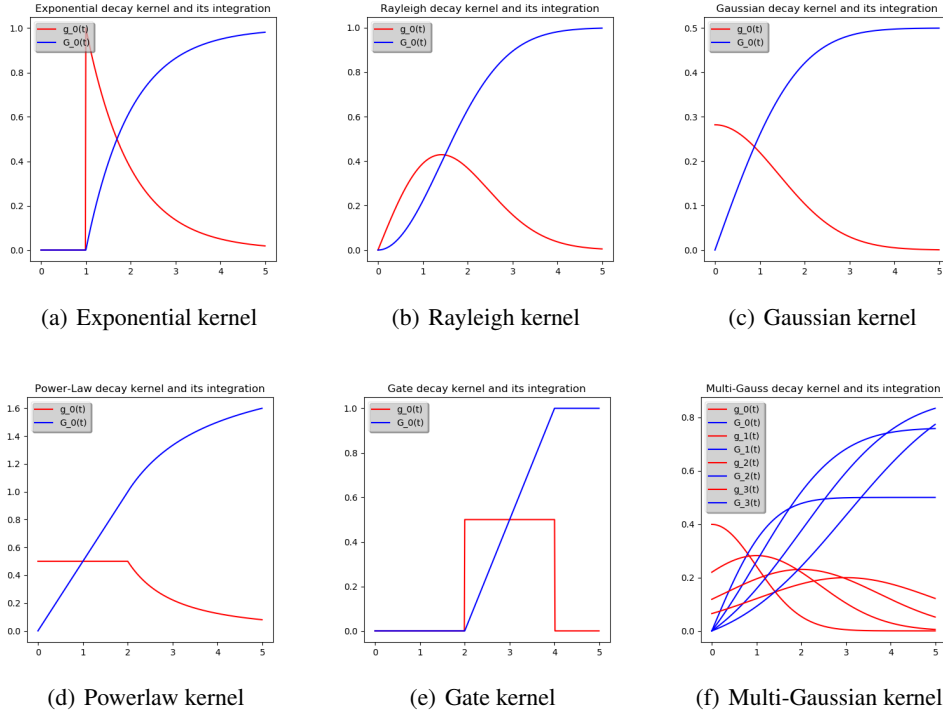 Exponential decay kernel and its integration
g_0(t)
G_0(t)
1.0
0.8
0.6
0.4
0.2
0.0
0 1 2 3 4 5
(a) Exponential kernel
Rayleigh decay kernel and its integration
g_0(t)
G_0(t)
1.0
0.8
0.6
0.4
0.2
0.0
0 1 2 3 4 5
(b) Rayleigh kernel
Gaussian decay kernel and its integration
g_0(t)
G_0(t)
0.5
0.4
0.3
0.2
0.1
0.0
0 1 2 3 4 5
(c) Gaussian kernel
Power-Law decay kernel and its integration
g_0(t)
G_0(t)
1.6
1.4
1.2
1.0
0.8
0.6
0.4
0.2
0.0
0 1 2 3 4 5
(d) Powerlaw kernel
Gate decay kernel and its integration
g_0(t)
G_0(t)
1.0
0.8
0.6
0.4
0.2
0.0
0 1 2 3 4 5
(e) Gate kernel
Multi-Gauss decay kernel and its integration
g_0(t)
G_0(t)
g_1(t)
G_1(t)
g_2(t)
G_2(t)
g_3(t)
G_3(t)
0.8
0.6
0.4
0.2
0.0
0 1 2 3 4 5
(f) Multi-Gaussian kernel